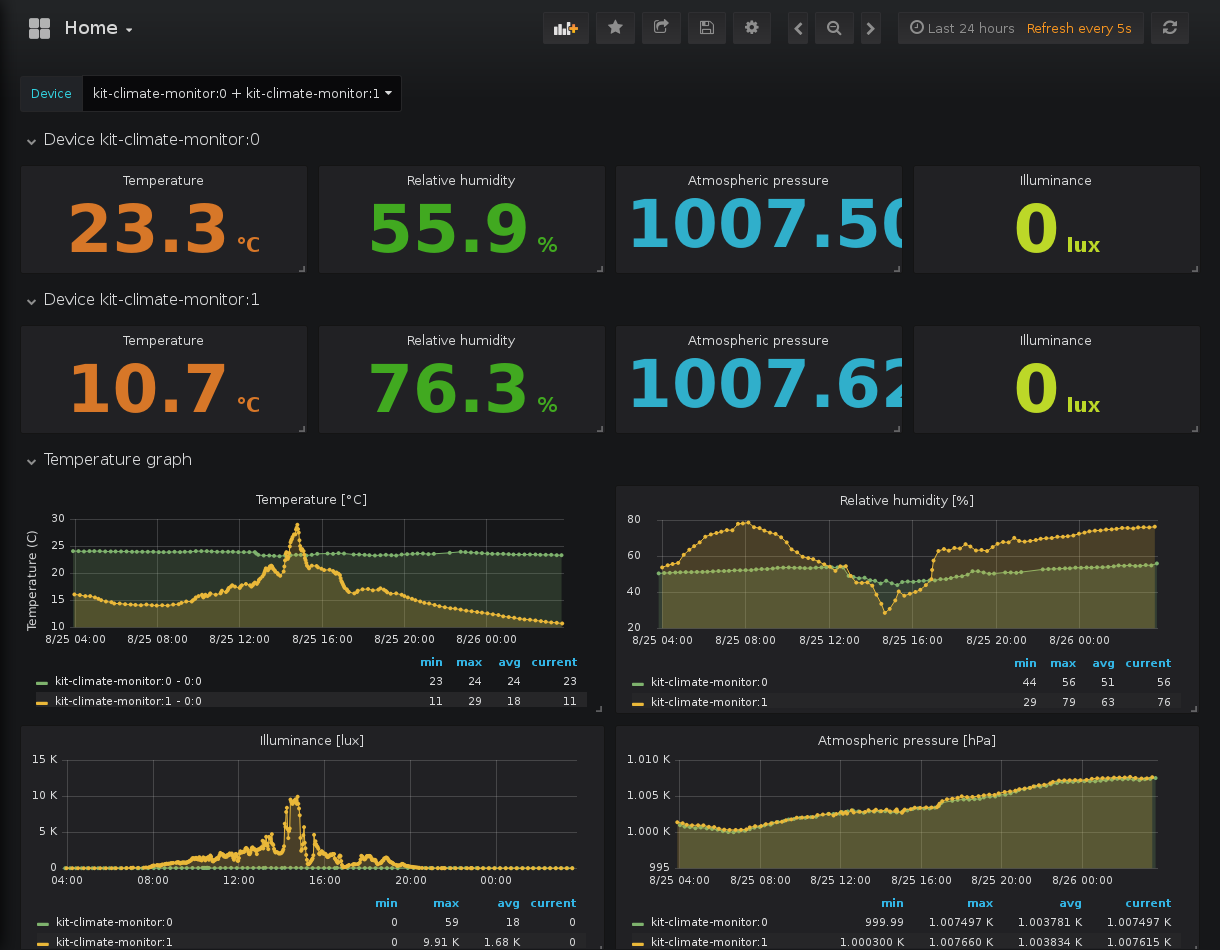 Home
Last 24 hours Refresh every 5s
Device kit-climate-monitor:0 + kit-climate-monitor:1
Device kit-climate-monitor:0
Temperature Relative humidity Atmospheric pressure Illuminance
23.3 °C 55.9 % 1007.50 0 lux
Device kit-climate-monitor:1
Temperature Relative humidity Atmospheric pressure Illuminance
10.7 °C 76.3 % 1007.62 0 lux
Temperature graph
Temperature [°C]
Temperature (C)
30
25
20
15
10
8/25 04:00 8/25 08:00 8/25 12:00 8/25 16:00 8/25 20:00 8/26 00:00
min max avg current
kit-climate-monitor:0 - 0:0 23 24 24 23
kit-climate-monitor:1 - 0:0 11 29 18 11
Relative humidity [%]
80
60
40
20
8/25 04:00 8/25 08:00 8/25 12:00 8/25 16:00 8/25 20:00 8/26 00:00
min max avg current
kit-climate-monitor:0 44 56 51 56
kit-climate-monitor:1 29 79 63 76
Illuminance [lux]
15 K
10 K
5 K
0
04:00 08:00 12:00 16:00 20:00 00:00
min max avg current
kit-climate-monitor:0 0 59 18 0
kit-climate-monitor:1 0 9.91 K 1.68 K 0
Atmospheric pressure [hPa]
1.010 K
1.005 K
1.000 K
995
8/25 04:00 8/25 08:00 8/25 12:00 8/25 16:00 8/25 20:00 8/26 00:00
min max avg current
kit-climate-monitor:0 999.99 1.007497 K 1.003781 K 1.007497 K
kit-climate-monitor:1 1.000300 K 1.007660 K 1.003834 K 1.007615 K